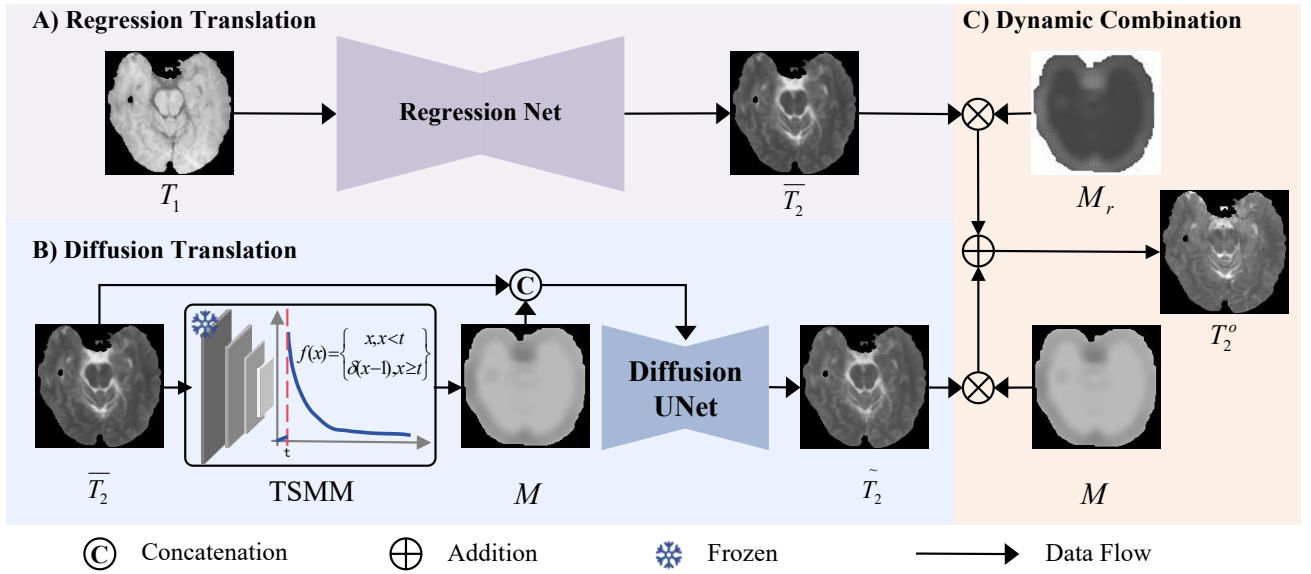 A) Regression Translation
C) Dynamic Combination
Regression Net
T₁
T̅₂
Mᵣ
B) Diffusion Translation
C
f(x)={x,x<t
δ(x−1),x≥t}
t
Diffusion
UNet
T₂ᵒ
T̅₂
TSMM
M
T̃₂
M
C Concatenation
Addition
Frozen
Data Flow